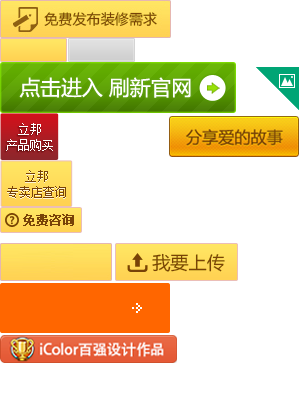 免费发布装修需求
点击进入 刷新官网
立邦
产品购买
分享爱的故事
立邦
专卖店查询
免费咨询
我要上传
iColor百强设计作品